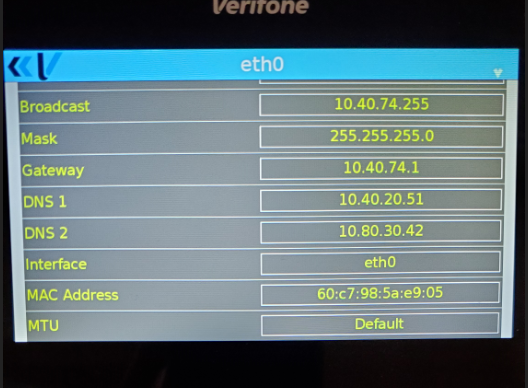 Verifone
eth0
Broadcast 10.40.74.255
Mask 255.255.255.0
Gateway 10.40.74.1
DNS 1 10.40.20.51
DNS 2 10.80.30.42
Interface eth0
MAC Address 60:c7:98:5a:e9:05
MTU Default